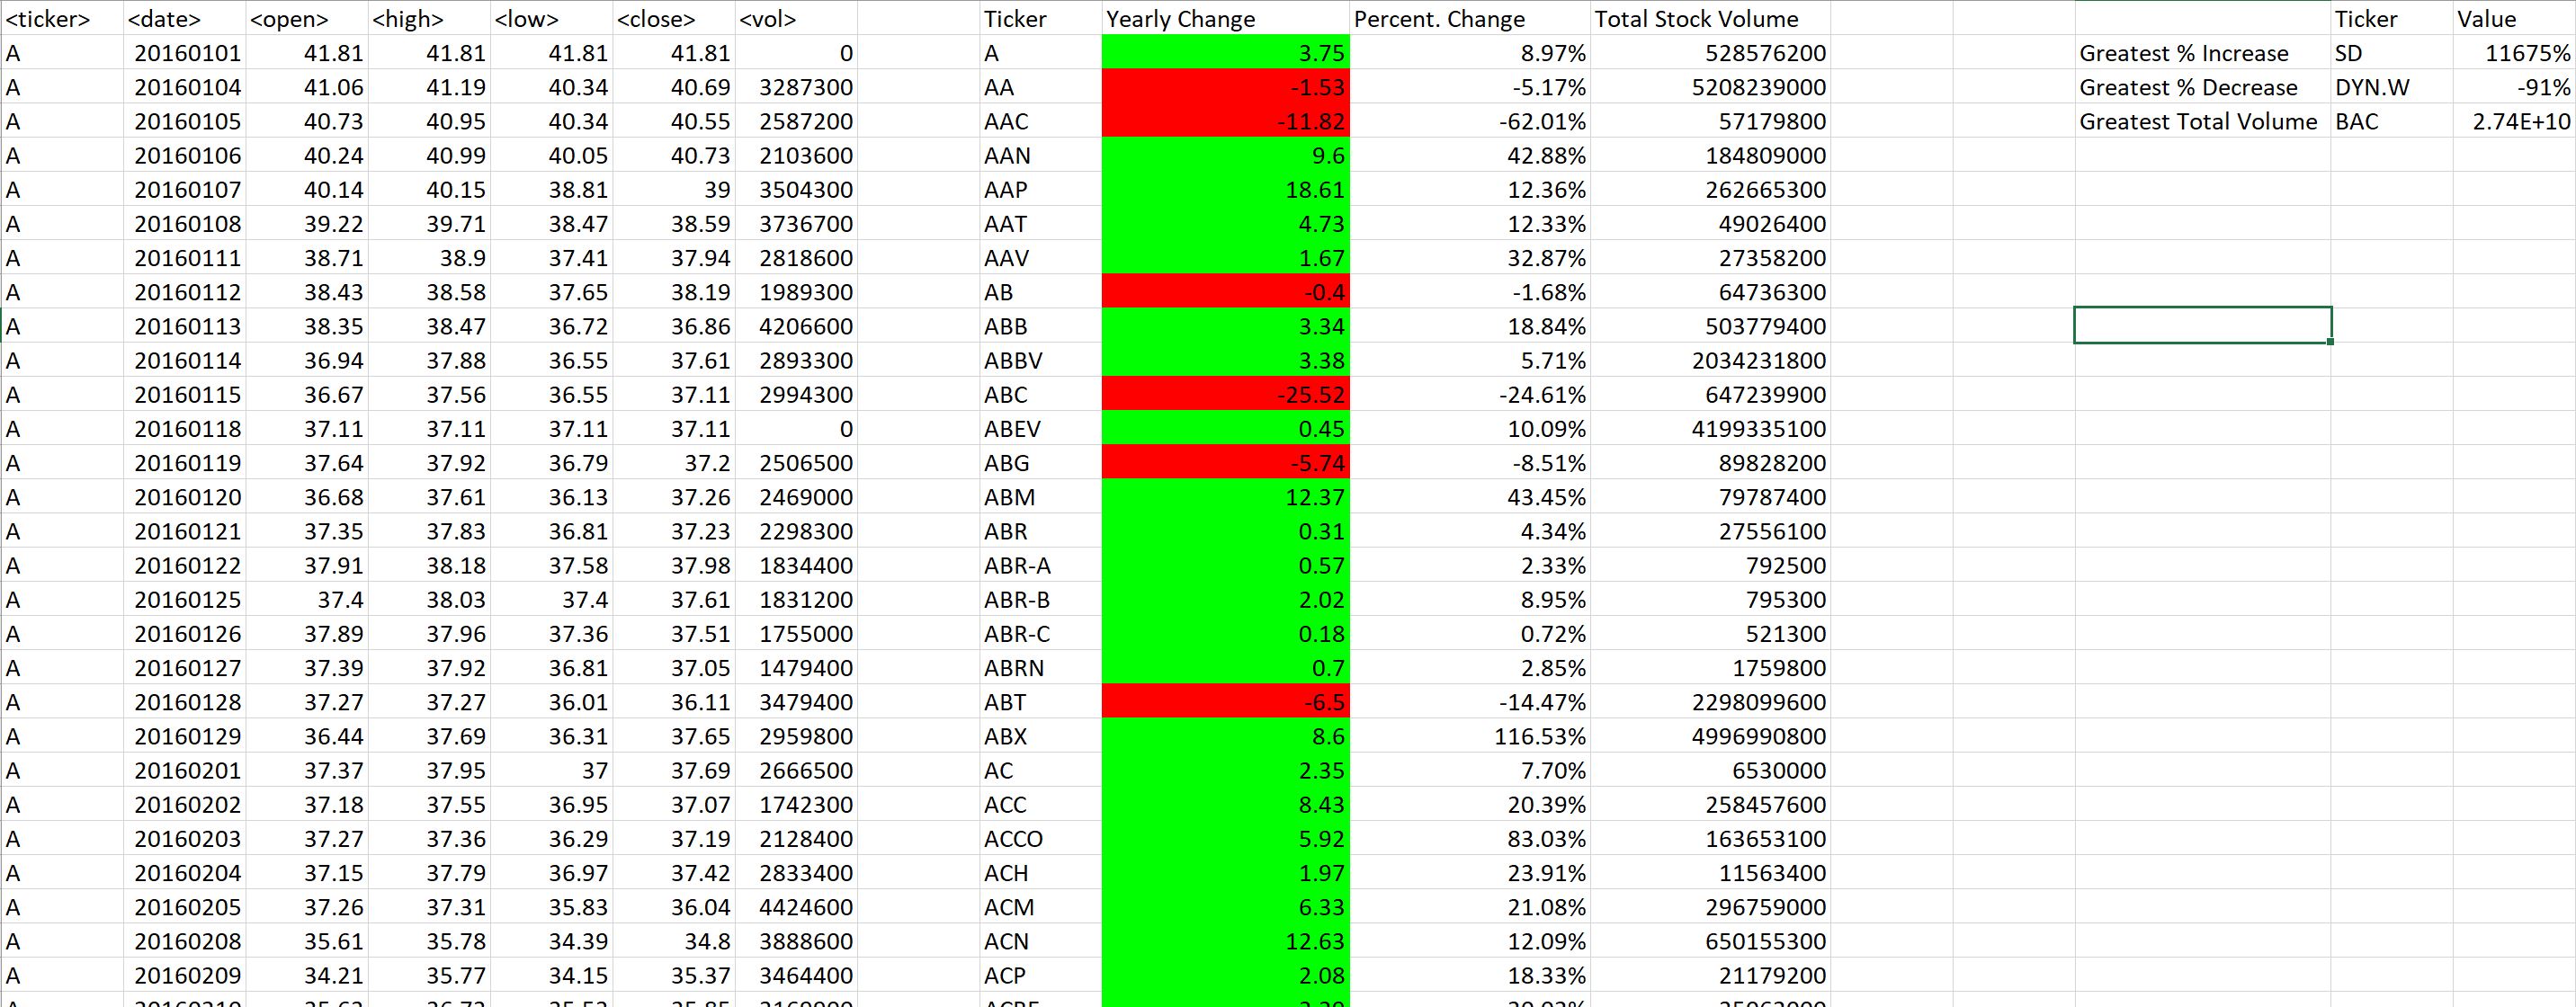 <ticker> <date> <open> <high> <low> <close> <vol> Ticker Yearly Change Percent. Change Total Stock Volume Ticker Value
A 20160101 41.81 41.81 41.81 41.81 0 A 3.75 8.97% 528576200 Greatest % Increase SD 11675%
A 20160104 41.06 41.19 40.34 40.69 3287300 AA -1.53 -5.17% 5208239000 Greatest % Decrease DYN.W -91%
A 20160105 40.73 40.95 40.34 40.55 2587200 AAC -11.82 -62.01% 57179800 Greatest Total Volume BAC 2.74E+10
A 20160106 40.24 40.99 40.05 40.73 2103600 AAN 9.6 42.88% 184809000
A 20160107 40.14 40.15 38.81 39 3504300 AAP 18.61 12.36% 262665300
A 20160108 39.22 39.71 38.47 38.59 3736700 AAT 4.73 12.33% 49026400
A 20160111 38.71 38.9 37.41 37.94 2818600 AAV 1.67 32.87% 27358200
A 20160112 38.43 38.58 37.65 38.19 1989300 AB -0.4 -1.68% 64736300
A 20160113 38.35 38.47 36.72 36.86 4206600 ABB 3.34 18.84% 503779400
A 20160114 36.94 37.88 36.55 37.61 2893300 ABBV 3.38 5.71% 2034231800
A 20160115 36.67 37.56 36.55 37.11 2994300 ABC -25.52 -24.61% 647239900
A 20160118 37.11 37.11 37.11 37.11 0 ABEV 0.45 10.09% 4199335100
A 20160119 37.64 37.92 36.79 37.2 2506500 ABG -5.74 -8.51% 89828200
A 20160120 36.68 37.61 36.13 37.26 2469000 ABM 12.37 43.45% 79787400
A 20160121 37.35 37.83 36.81 37.23 2298300 ABR 0.31 4.34% 27556100
A 20160122 37.91 38.18 37.58 37.98 1834400 ABR-A 0.57 2.33% 792500
A 20160125 37.4 38.03 37.4 37.61 1831200 ABR-B 2.02 8.95% 795300
A 20160126 37.89 37.96 37.36 37.51 1755000 ABR-C 0.18 0.72% 521300
A 20160127 37.39 37.92 36.81 37.05 1479400 ABRN 0.7 2.85% 1759800
A 20160128 37.27 37.27 36.01 36.11 3479400 ABT -6.5 -14.47% 2298099600
A 20160129 36.44 37.69 36.31 37.65 2959800 ABX 8.6 116.53% 4996990800
A 20160201 37.37 37.95 37 37.69 2666500 AC 2.35 7.70% 6530000
A 20160202 37.18 37.55 36.95 37.07 1742300 ACC 8.43 20.39% 258457600
A 20160203 37.27 37.36 36.29 37.19 2128400 ACCO 5.92 83.03% 163653100
A 20160204 37.15 37.79 36.97 37.42 2833400 ACH 1.97 23.91% 11563400
A 20160205 37.26 37.31 35.83 36.04 4424600 ACM 6.33 21.08% 296759000
A 20160208 35.61 35.78 34.39 34.8 3888600 ACN 12.63 12.09% 650155300
A 20160209 34.21 35.77 34.15 35.37 3464400 ACP 2.08 18.33% 21179200